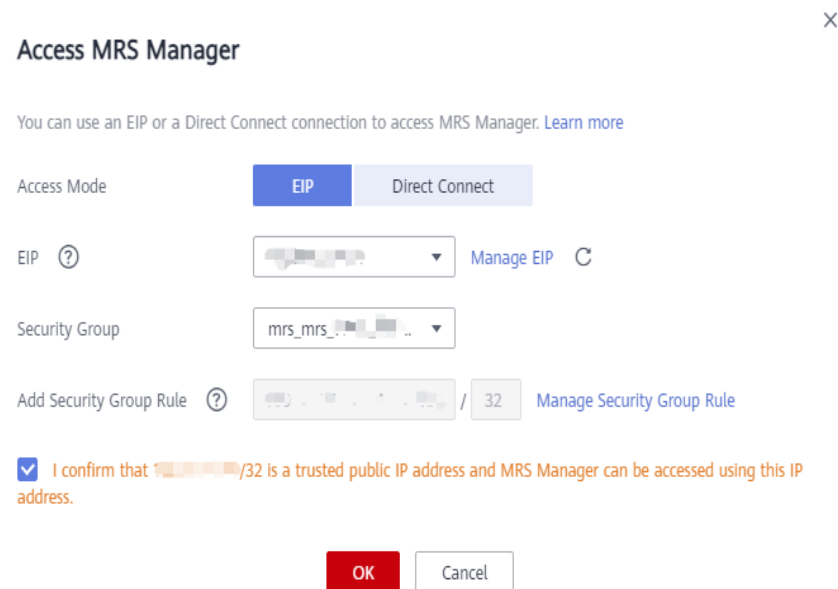 Access MRS Manager
You can use an EIP or a Direct Connect connection to access MRS Manager. Learn more
Access Mode EIP Direct Connect
EIP ? Manage EIP
Security Group mrs_mrs_ ..
Add Security Group Rule ? / 32 Manage Security Group Rule
I confirm that /32 is a trusted public IP address and MRS Manager can be accessed using this IP
address.
OK Cancel